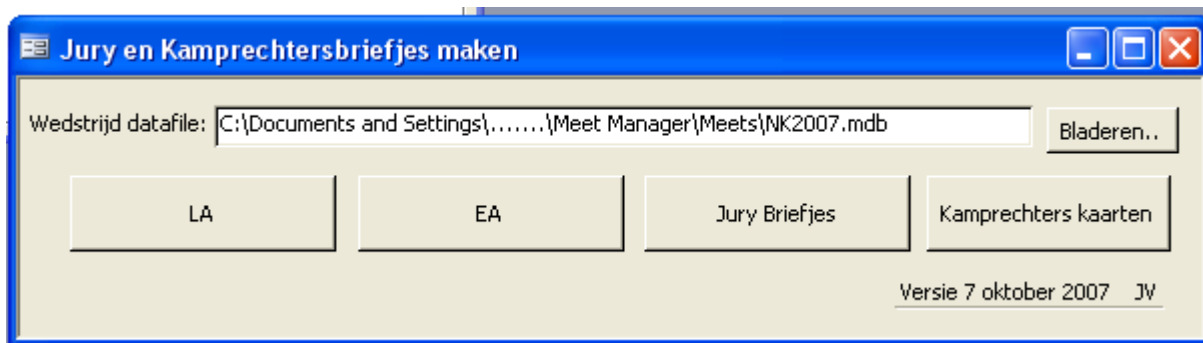 Jury en Kamprechtersbriefjes maken
Wedstrijd datafile: C:\Documents and Settings\.......\Meet Manager\Meets\NK2007.mdb Bladeren..
LA EA Jury Briefjes Kamprechters kaarten
Versie 7 oktober 2007 JV